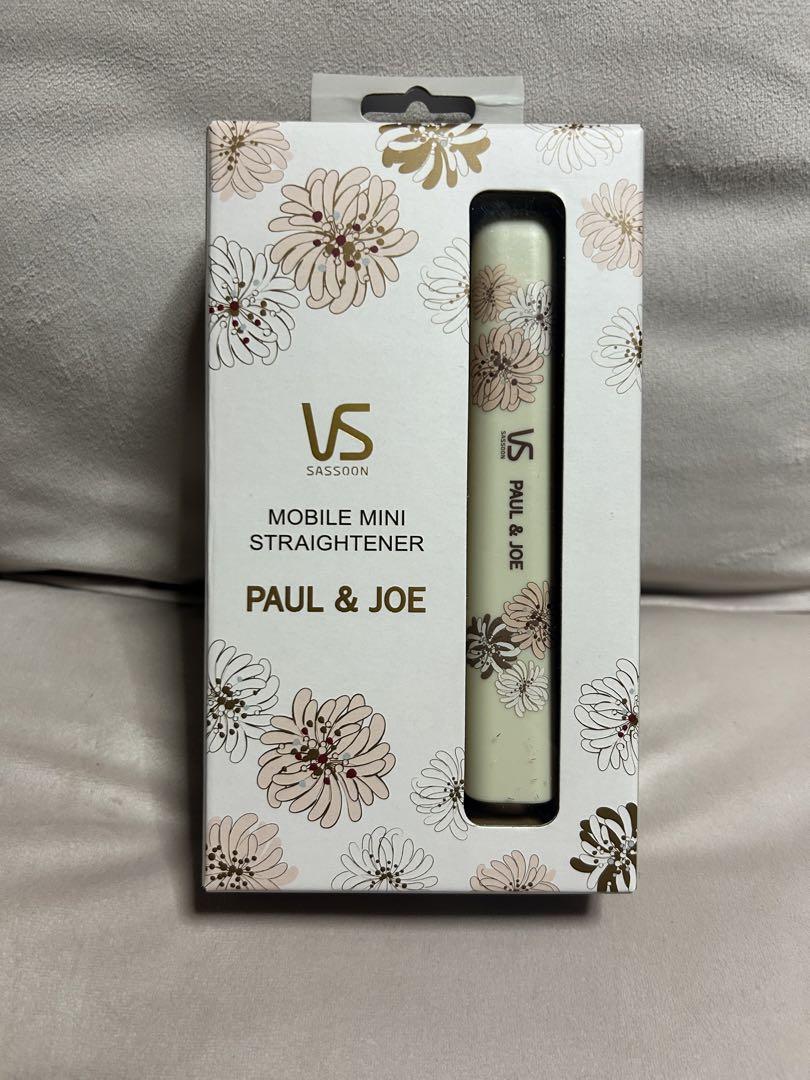 VS
SASSOON
MOBILE MINI
STRAIGHTENER
PAUL & JOE
VS
SASSOON
PAUL & JOE